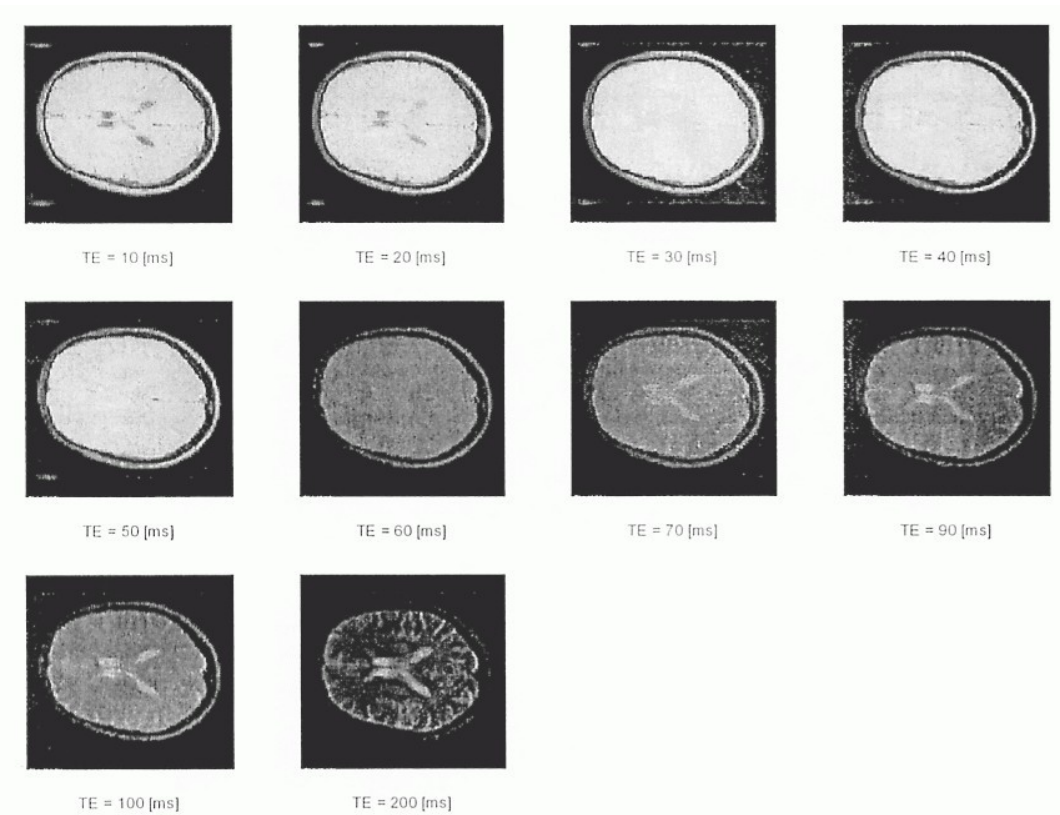 TE = 10 [ms]
TE = 20 [ms]
TE = 30 [ms]
TE = 40 [ms]
TE = 50 [ms]
TE = 60 [ms]
TE = 70 [ms]
TE = 90 [ms]
TE = 100 [ms]
TE = 200 [ms]